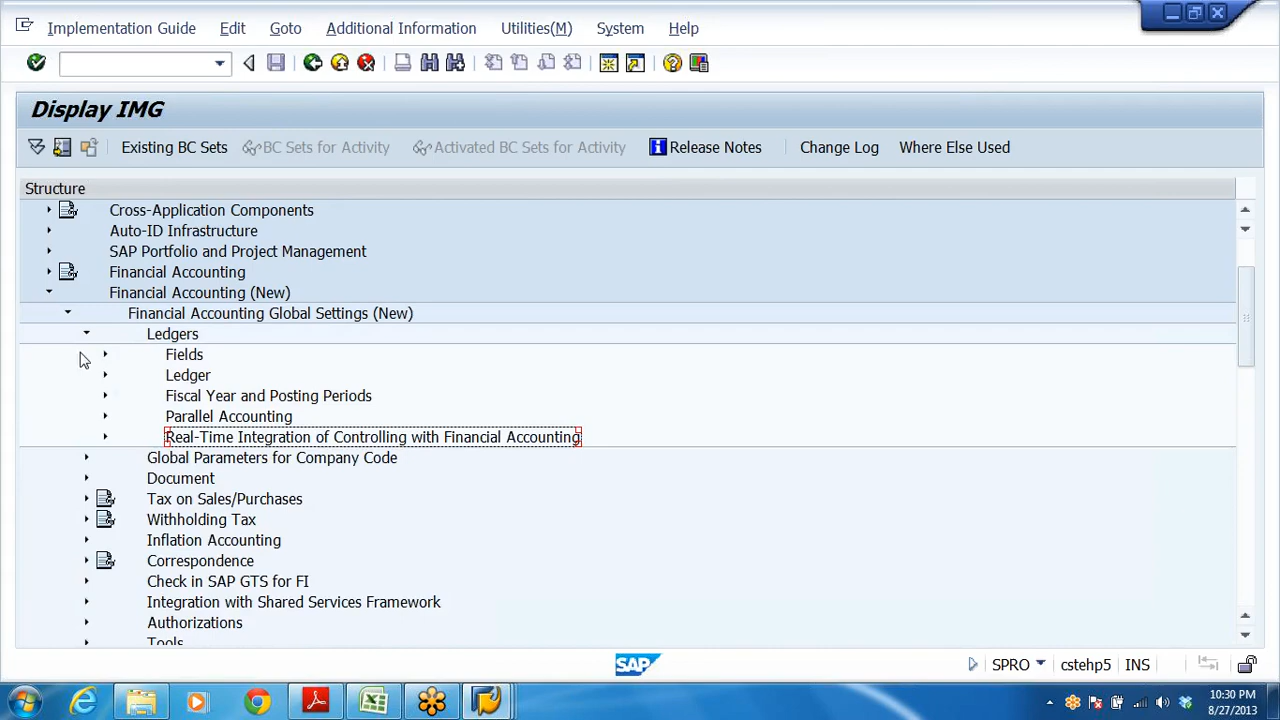 Implementation Guide Edit Goto Additional Information Utilities(M) System Help
Display IMG
Existing BC Sets BC Sets for Activity Activated BC Sets for Activity Release Notes Change Log Where Else Used
Structure
Cross-Application Components
Auto-ID Infrastructure
SAP Portfolio and Project Management
Financial Accounting
Financial Accounting (New)
Financial Accounting Global Settings (New)
Ledgers
Fields
Ledger
Fiscal Year and Posting Periods
Parallel Accounting
Real-Time Integration of Controlling with Financial Accounting
Global Parameters for Company Code
Document
Tax on Sales/Purchases
Withholding Tax
Inflation Accounting
Correspondence
Check in SAP GTS for FI
Integration with Shared Services Framework
Authorizations
Tools
SAP SPRO cstehp5 INS
10:30 PM
8/27/2013